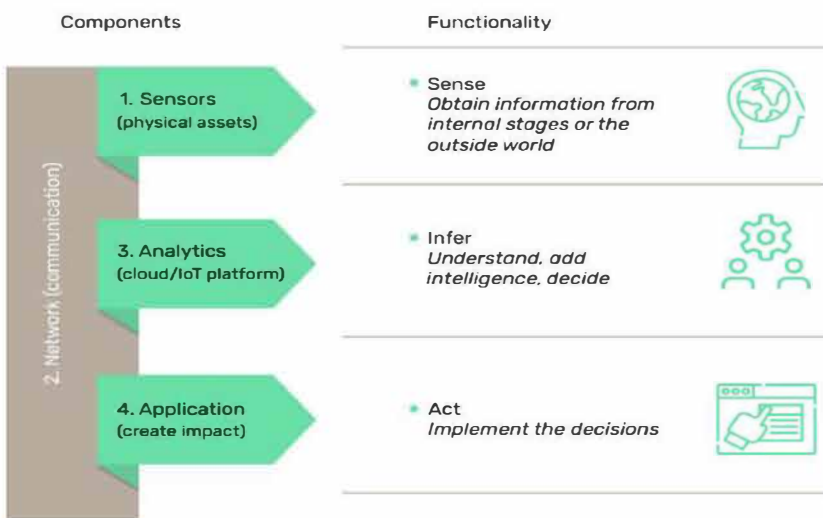 Components
Functionality
1. Sensors
(physical assets)
Sense
Obtain information from
internal stages or the
outside world
2. Network (communication)
3. Analytics
(cloud/IoT platform)
Infer
Understand, add
intelligence, decide
4. Application
(create impact)
Act
Implement the decisions